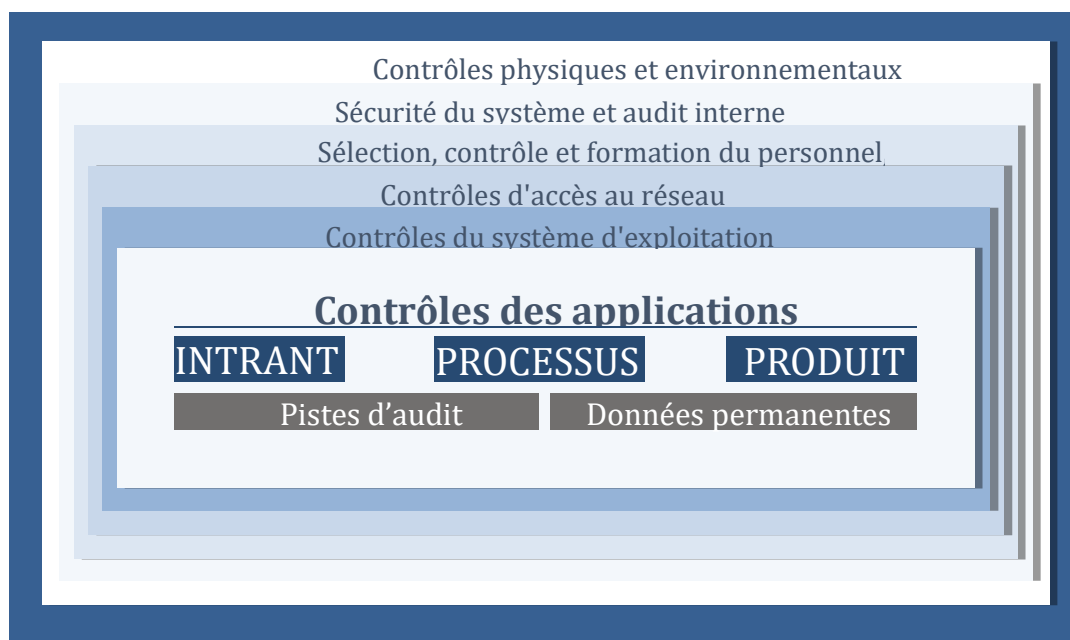 Contrôles physiques et environnementaux
Sécurité du système et audit interne
Sélection, contrôle et formation du personnel
Contrôles d'accès au réseau
Contrôles du système d'exploitation
Contrôles des applications
INTRANT PROCESSUS PRODUIT
Pistes d’audit Données permanentes